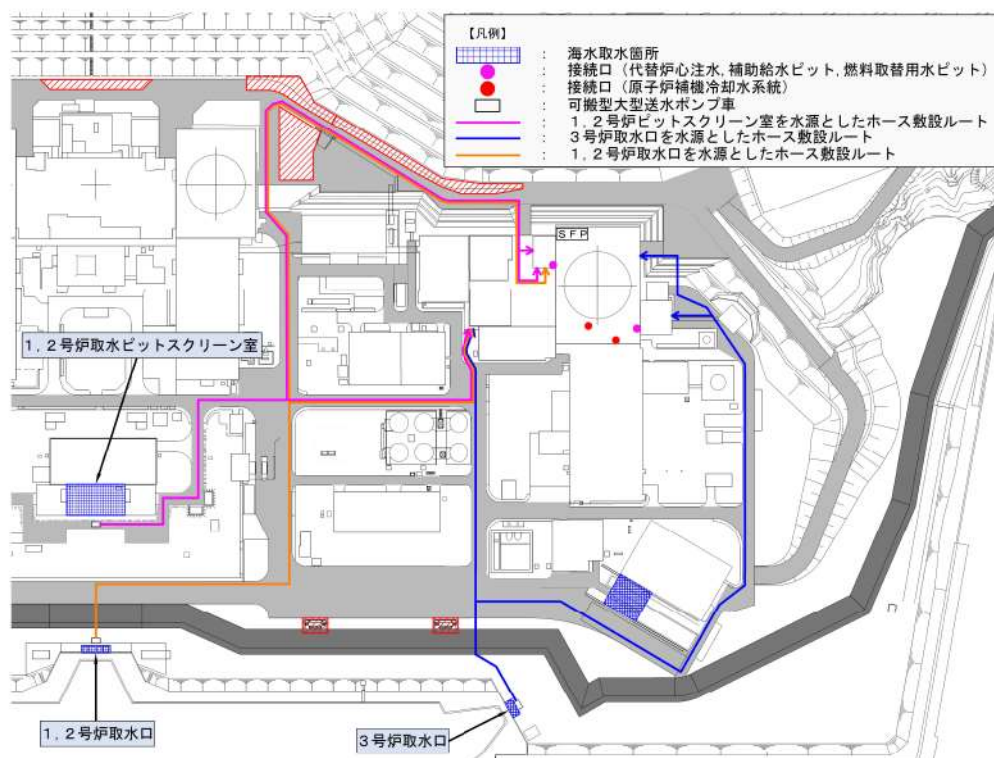 【凡例】
： 海水取水箇所
： 接続口（代替炉心注水，補助給水ピット，燃料取替用水ピット）
： 接続口（原子炉補機冷却水系統）
： 可搬型大型送水ポンプ車
： 1，2号炉ピットスクリーン室を水源としたホース敷設ルート
： 3号炉取水口を水源としたホース敷設ルート
： 1，2号炉取水口を水源としたホース敷設ルート
SFP
1，2号炉取水ピットスクリーン室
1，2号炉取水口
3号炉取水口